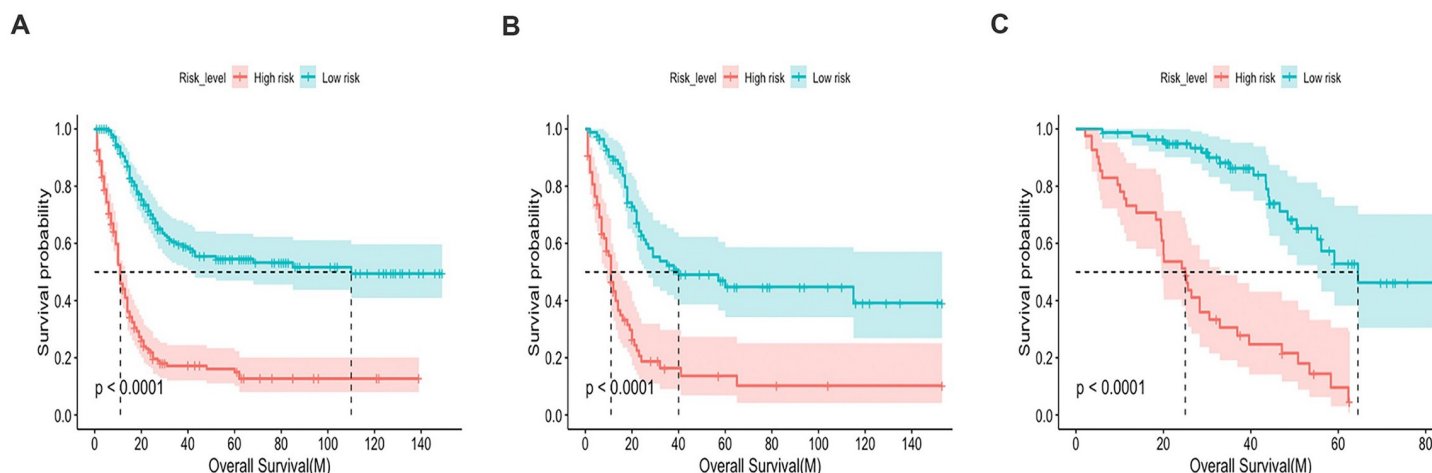 A
B
C
Risk_level High risk Low risk
Risk_level High risk Low risk
Risk_level High risk Low risk
Survival probability
1.0
0.8
0.6
0.4
0.2
0.0
p < 0.0001
0 20 40 60 80 100 120 140
Overall Survival(M)
Survival probability
1.0
0.8
0.6
0.4
0.2
0.0
p < 0.0001
0 20 40 60 80 100 120 140
Overall Survival(M)
Survival probability
1.0
0.8
0.6
0.4
0.2
0.0
p < 0.0001
0 20 40 60 80
Overall Survival(M)